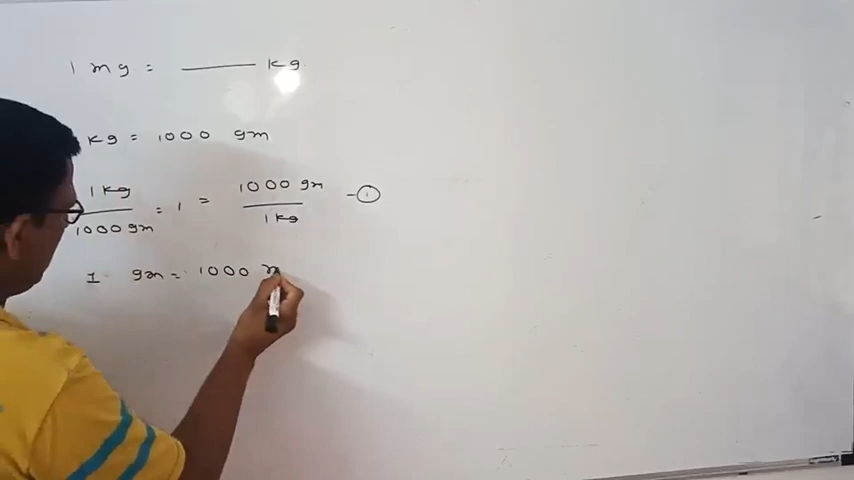 1 mg = ______ kg.
kg = 1000 gm
1 kg / 1000 gm = 1 = 1000 gm / 1 kg - ①
1 gm = 1000 m